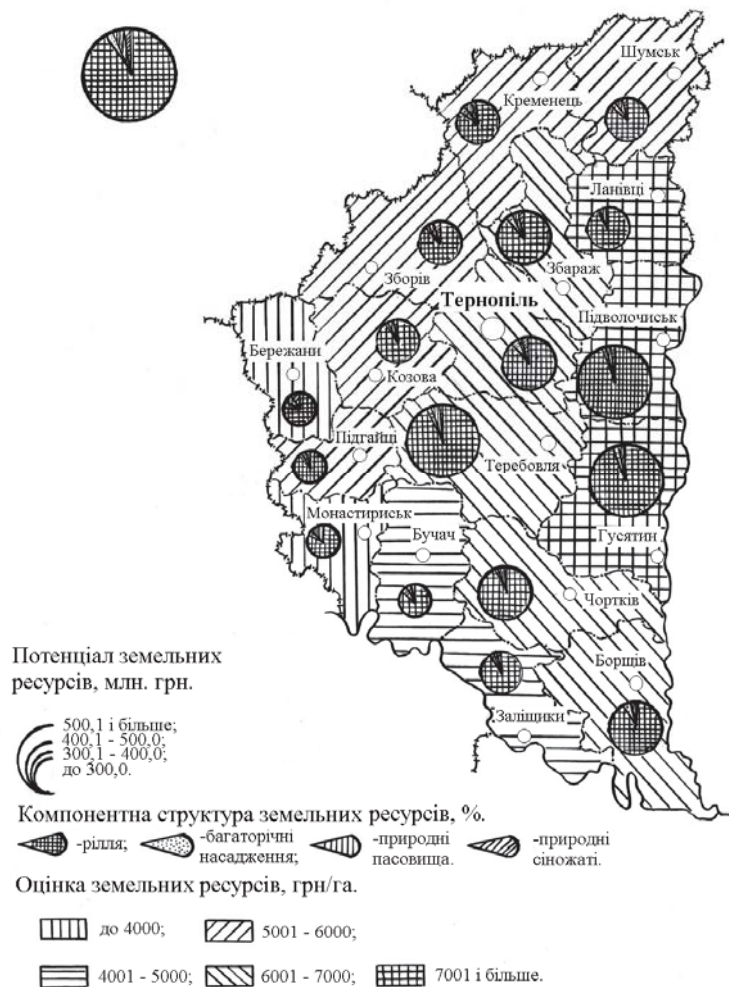 Шумськ
Кременець
Ланівці
Зборів
Збараж
Тернопіль
Підволочиськ
Бережани
Козова
Підгайці
Теребовля
Монастириськ
Бучач
Гусятин
Чортків
Борщів
Заліщики
Потенціал земельних
ресурсів, млн. грн.
500,1 і більше;
400,1 - 500,0;
300,1 - 400,0;
до 300,0.
Компонентна структура земельних ресурсів, %.
-рілля;
-багаторічні
насадження;
-природні
пасовища.
-природні
сіножаті.
Оцінка земельних ресурсів, грн/га.
до 4000;
5001 - 6000;
4001 - 5000;
6001 - 7000;
7001 і більше.